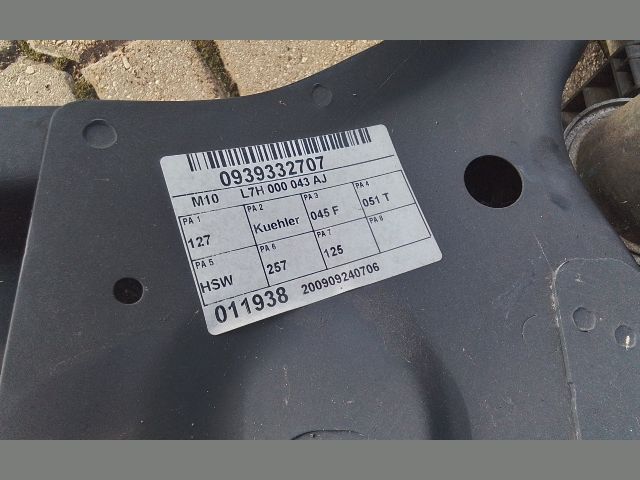 0939332707
M10 L7H 000 043 AJ
PA 1 PA 2 PA 3 PA 4
127 Kuehler 045 F 051 T
PA 5 PA 6 PA 7 PA 8
HSW 257 125
011938 200909240706